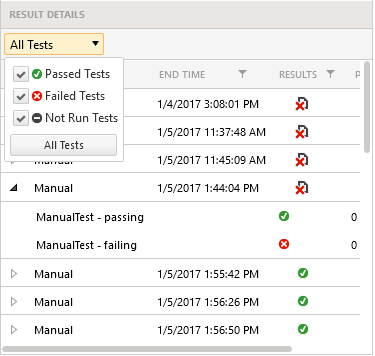 RESULT DETAILS
All Tests
END TIME RESULTS
Passed Tests
Failed Tests
Not Run Tests
All Tests
1/4/2017 3:08:01 PM
1/5/2017 11:37:48 AM
Manual 1/5/2017 11:45:09 AM
Manual 1/5/2017 1:44:04 PM
ManualTest - passing 0
ManualTest - failing 0
Manual 1/5/2017 1:55:42 PM
Manual 1/5/2017 1:56:26 PM
Manual 1/5/2017 1:56:50 PM